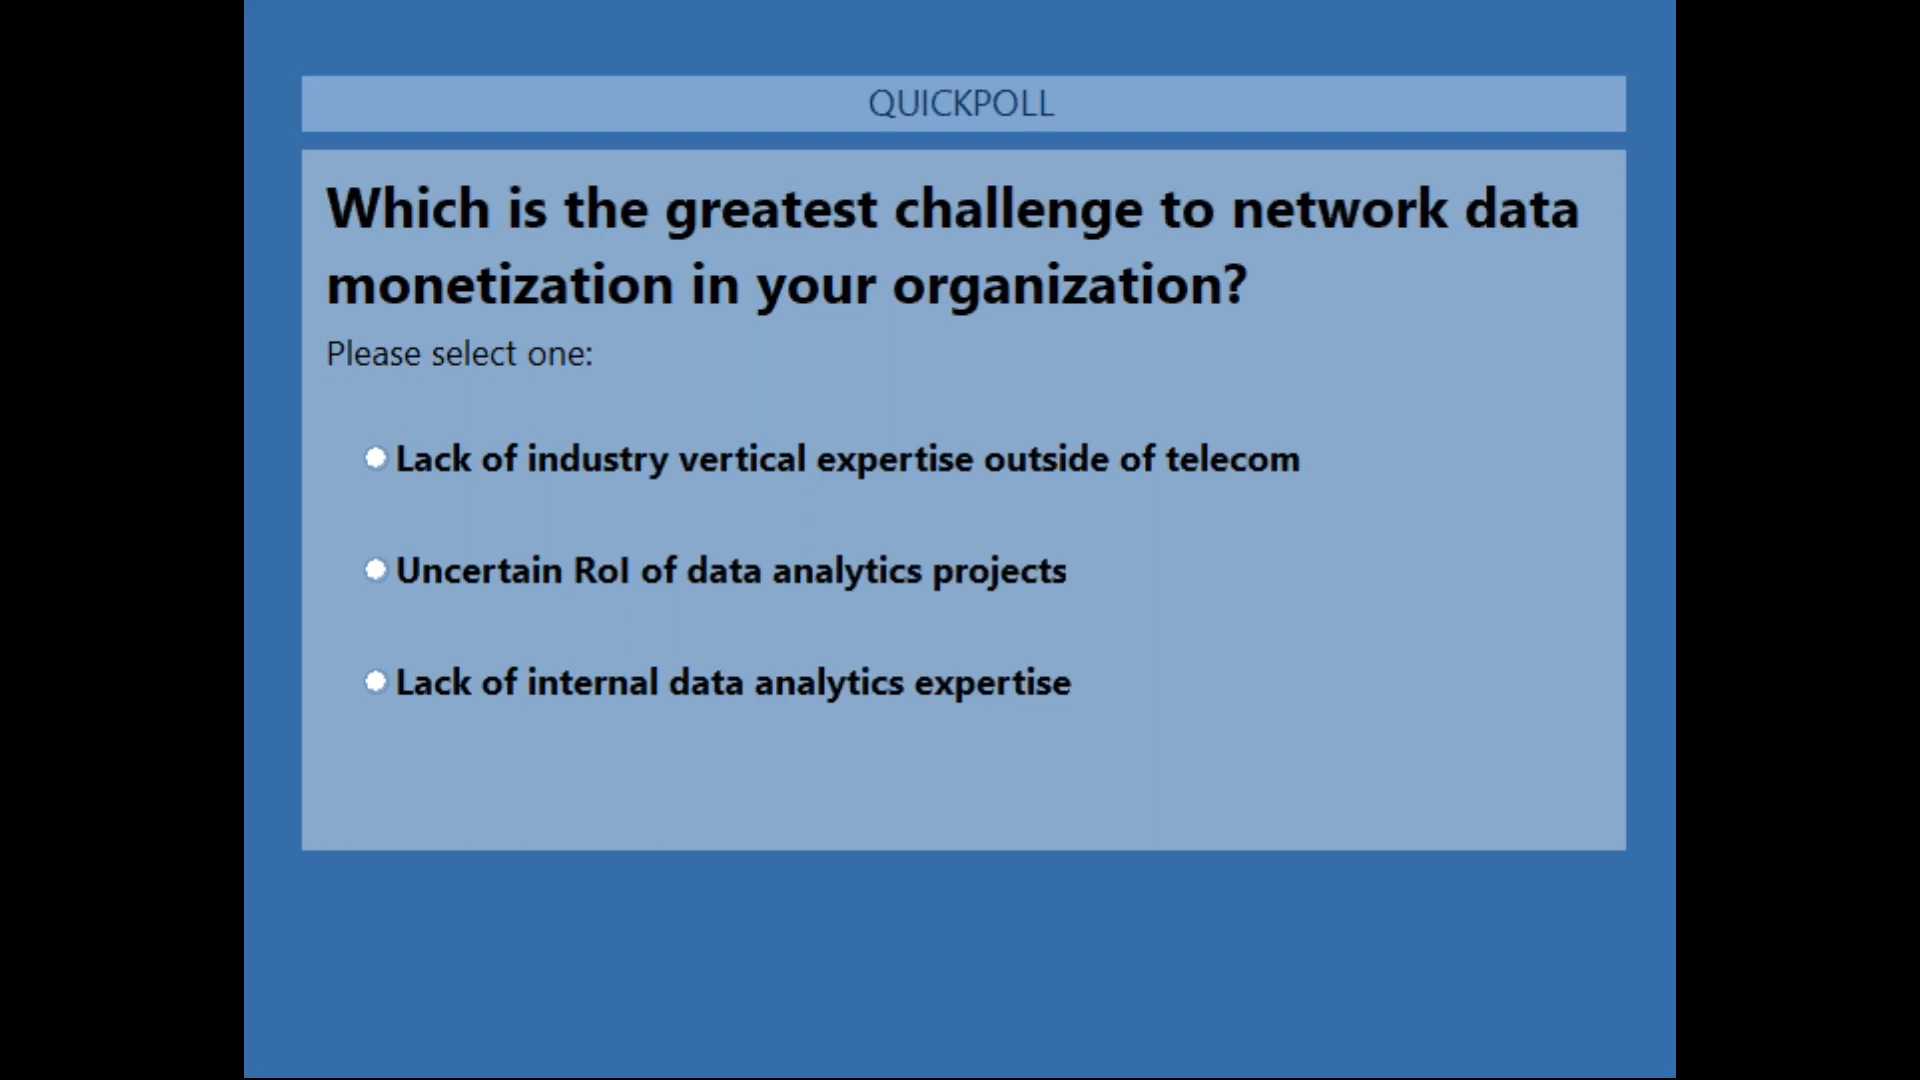 QUICKPOLL
Which is the greatest challenge to network data
monetization in your organization?
Please select one:
Lack of industry vertical expertise outside of telecom
Uncertain RoI of data analytics projects
Lack of internal data analytics expertise